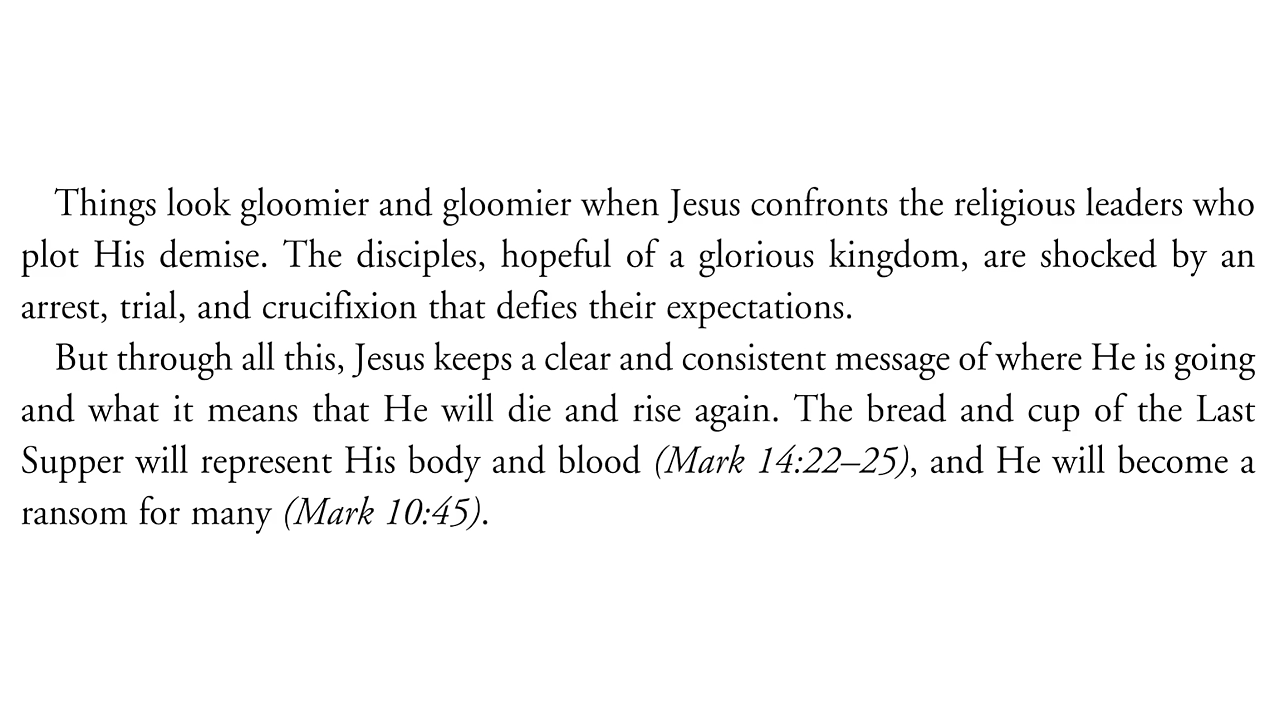 Things look gloomier and gloomier when Jesus confronts the religious leaders who
plot His demise. The disciples, hopeful of a glorious kingdom, are shocked by an
arrest, trial, and crucifixion that defies their expectations.
But through all this, Jesus keeps a clear and consistent message of where He is going
and what it means that He will die and rise again. The bread and cup of the Last
Supper will represent His body and blood (Mark 14:22–25), and He will become a
ransom for many (Mark 10:45).